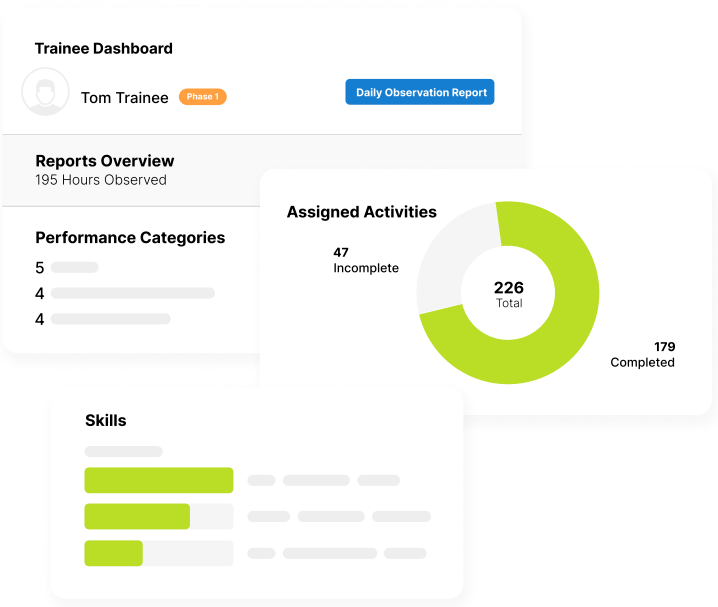 Trainee Dashboard
Tom Trainee
Phase 1
Daily Observation Report
Reports Overview
195 Hours Observed
Performance Categories
5
4
4
Assigned Activities
47
Incomplete
226
Total
179
Completed
Skills